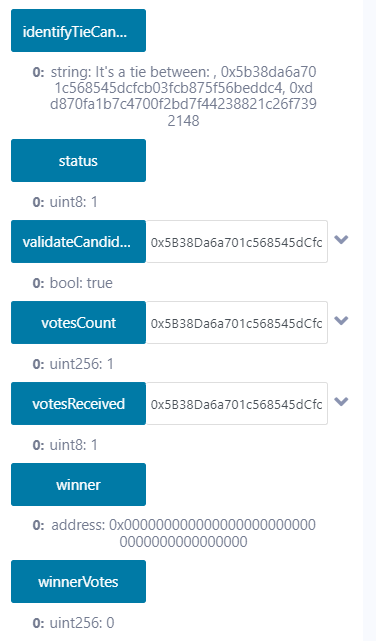 identifyTieCan...
0: string: It's a tie between: , 0x5b38da6a70
1c568545dcfcb03fcb875f56beddc4, 0xd
d870fa1b7c4700f2bd7f44238821c26f739
2148
status
0: uint8: 1
validateCandid... 0x5B38Da6a701c568545dCfc
0: bool: true
votesCount 0x5B38Da6a701c568545dCfc
0: uint256: 1
votesReceived 0x5B38Da6a701c568545dCfc
0: uint8: 1
winner
0: address: 0x000000000000000000000000
0000000000000000
winnerVotes
0: uint256: 0